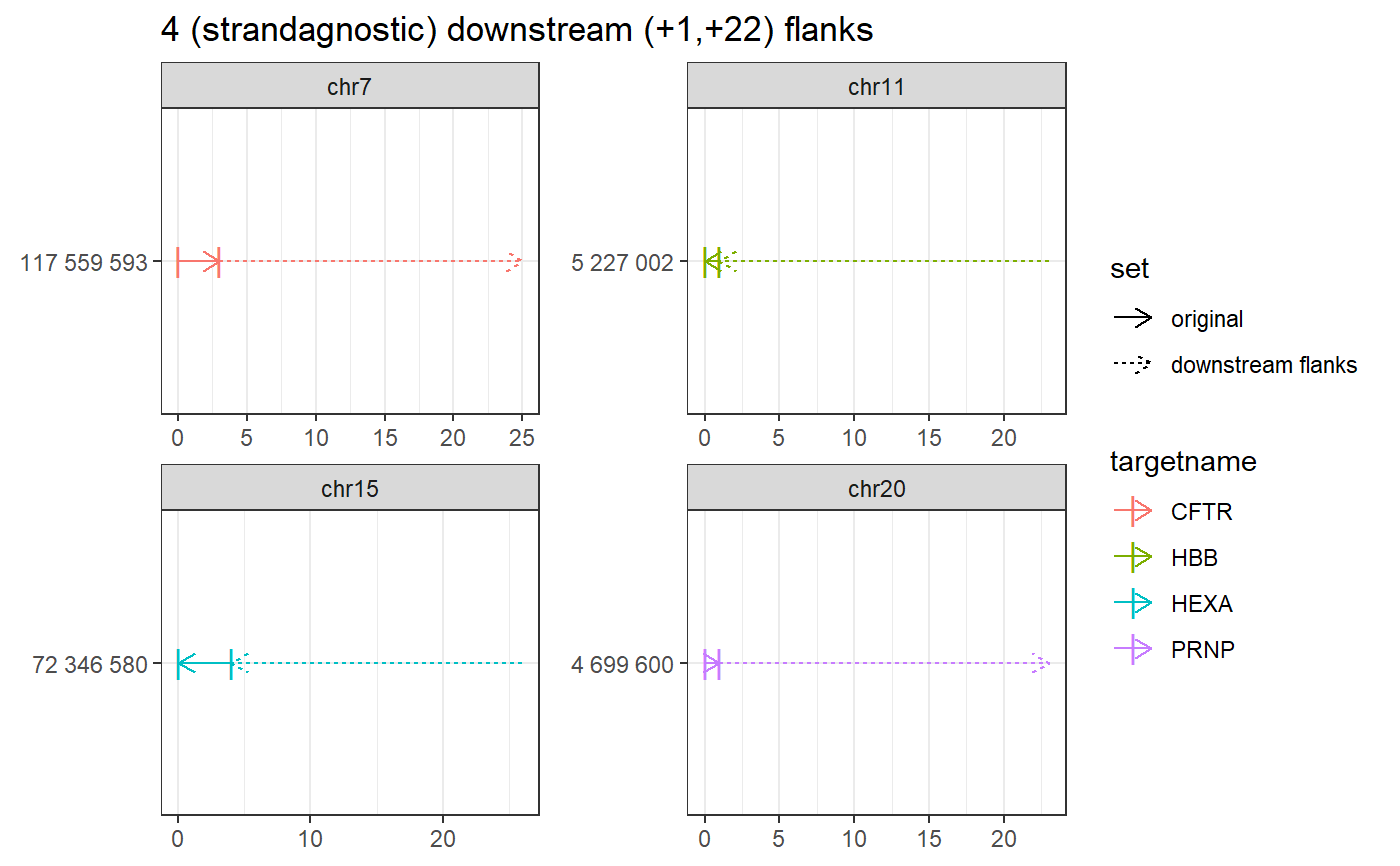 4 (strandagnostic) downstream (+1,+22) flanks
chr7
chr11
117 559 593
5 227 002
0 5 10 15 20 25
0 5 10 15 20
chr15
chr20
72 346 580
4 699 600
0 10 20
0 5 10 15 20
set
original
downstream flanks
targetname
CFTR
HBB
HEXA
PRNP